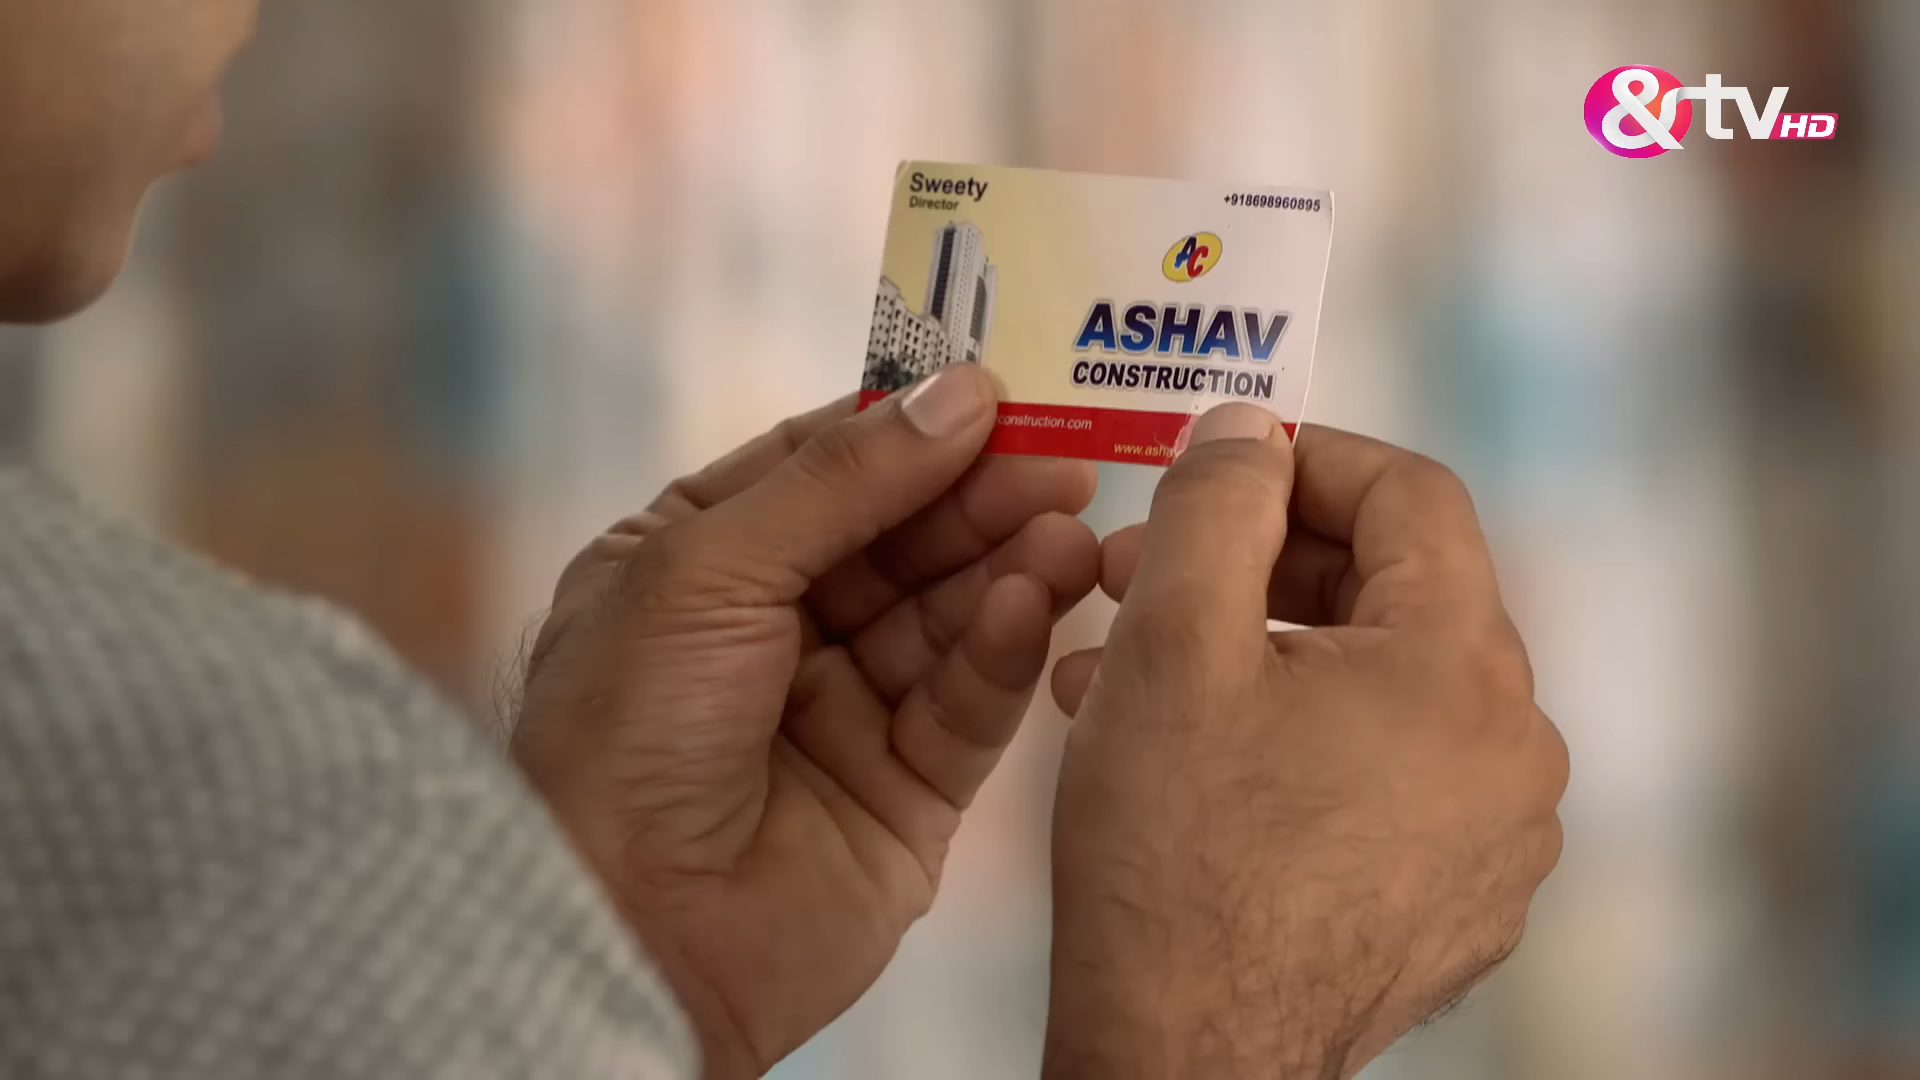 &tv HD
Sweety
Director
+918698960895
AC
ASHAV
CONSTRUCTION
construction.com
www.asha